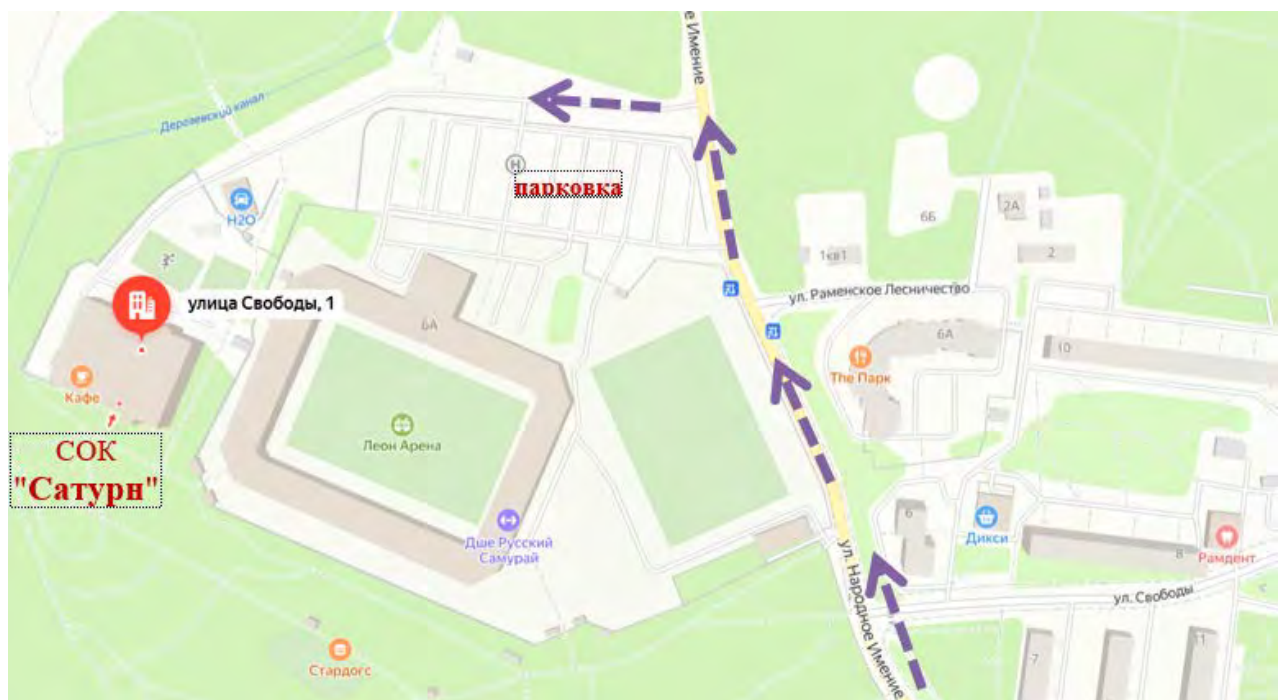 е Имение
Дергаевский канал
Н
парковка
Н2О
6Б
2А
2
1кв1
улица Свободы, 1
ул. Раменское Лесничество
6А
6А
10
The Парк
Кафе
Леон Арена
СОК
"Сатурн"
Дше Русский
Самурай
6
Дикси
8
Рамдент
ул. Народное Имение
ул. Свободы
Стардогс
7
11